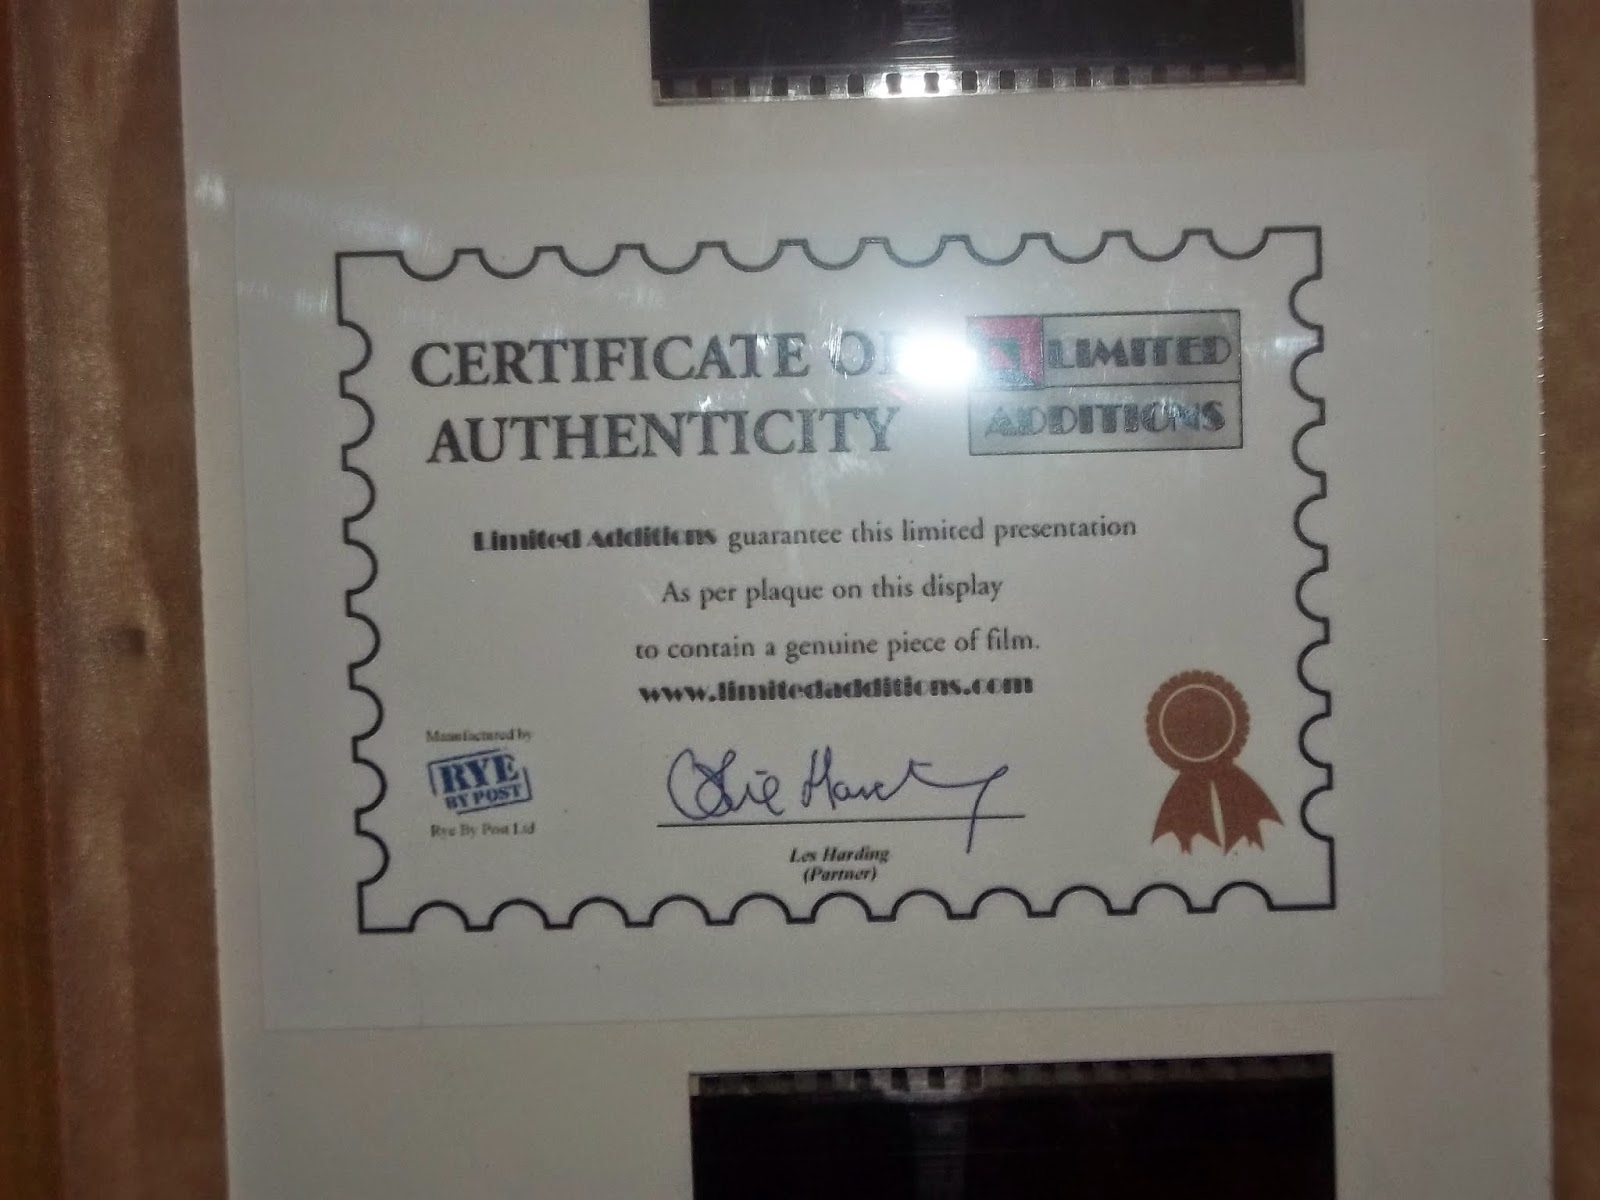 CERTIFICATE OF
AUTHENTICITY
LIMITED
ADDITIONS
Limited Additions guarantee this limited presentation
As per plaque on this display
to contain a genuine piece of film.
www.limitedadditions.com
Manufactured by
RYE
BY POST
Rye By Post Ltd
Les Harding
(Partner)